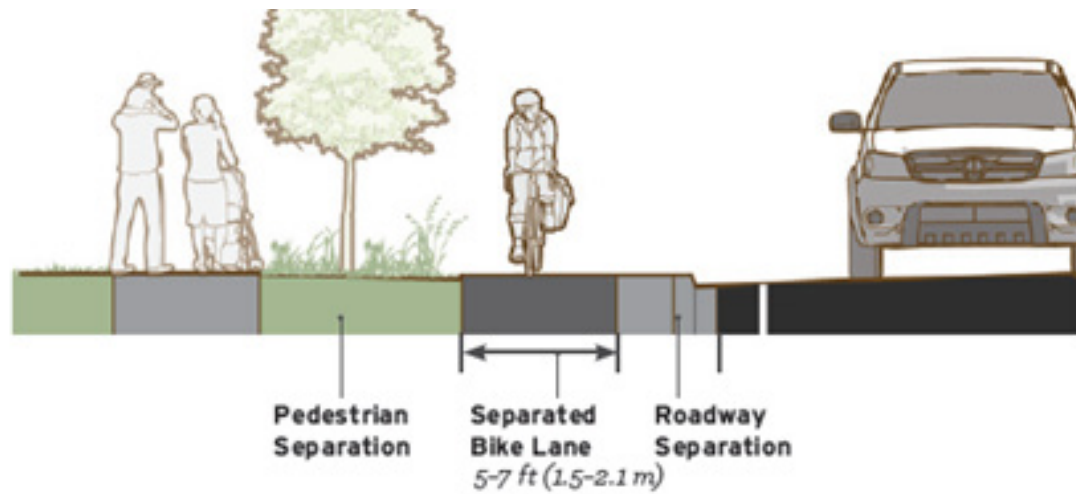 Pedestrian
Separation
Separated
Bike Lane
5–7 ft (1.5–2.1 m)
Roadway
Separation